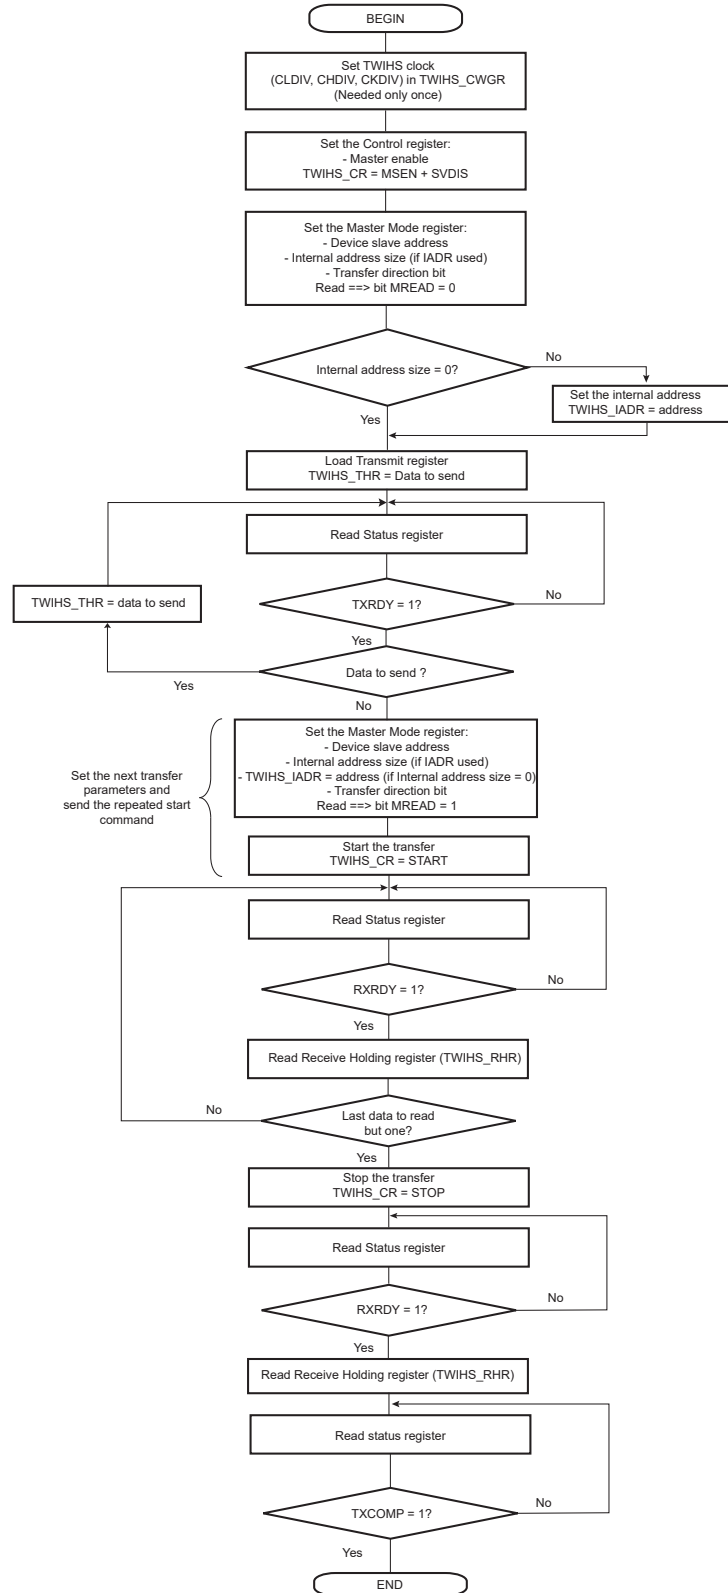 BEGIN
Set TWIHS clock
(CLDIV, CHDIV, CKDIV) in TWIHS_CWGR
(Needed only once)
Set the Control register:
- Master enable
TWIHS_CR = MSEN + SVDIS
Set the Master Mode register:
- Device slave address
- Internal address size (if IADR used)
- Transfer direction bit
Read ==> bit MREAD = 0
Internal address size = 0?
No
Set the internal address
TWIHS_IADR = address
Yes
Load Transmit register
TWIHS_THR = Data to send
Read Status register
TWIHS_THR = data to send
TXRDY = 1?
No
Yes
Data to send ?
Yes
No
Set the next transfer
parameters and
send the repeated start
command
Set the Master Mode register:
- Device slave address
- Internal address size (if IADR used)
- TWIHS_IADR = address (if Internal address size = 0)
- Transfer direction bit
Read ==> bit MREAD = 1
Start the transfer
TWIHS_CR = START
Read Status register
RXRDY = 1?
No
Yes
Read Receive Holding register (TWIHS_RHR)
No
Last data to read
but one?
Yes
Stop the transfer
TWIHS_CR = STOP
Read Status register
RXRDY = 1?
No
Yes
Read Receive Holding register (TWIHS_RHR)
Read status register
TXCOMP = 1?
No
Yes
END